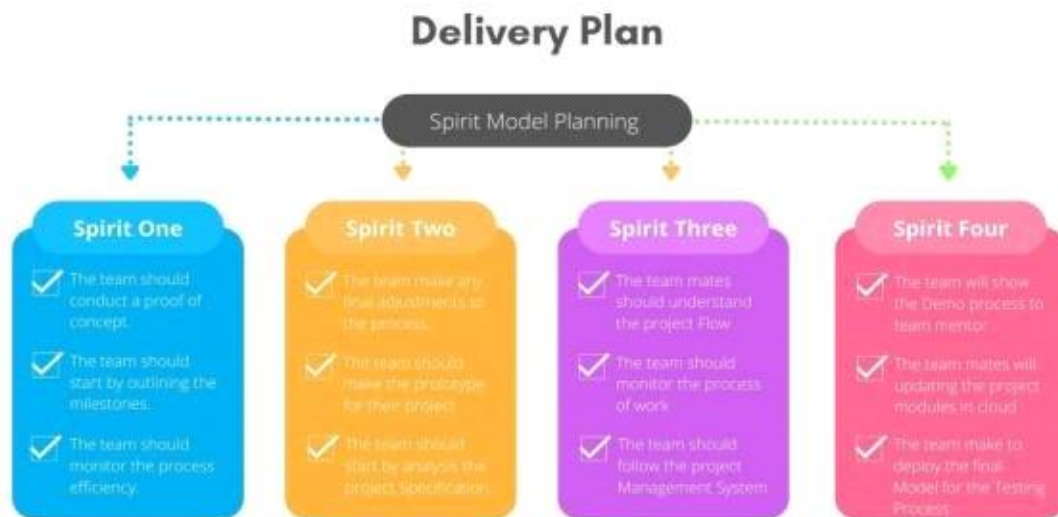 Delivery Plan
Spirit Model Planning
Spirit One
The team should
conduct a proof of
concept.
The team should
start by outlining the
milestones.
The team should
monitor the process
efficiency.
Spirit Two
The team make any
final adjustments to
the process.
The team should
make the prototype
for their project
The team should
start by analysis the
project Specification
Spirit Three
The team mates
should understand
the project Flow
The team should
monitor the process
of work
The team should
follow the project
Management System
Spirit Four
The team will show
the Demo process to
team mentor
The team mates will
updating the project
modules in cloud
The team make to
deploy the final
Model for the Testing
Process